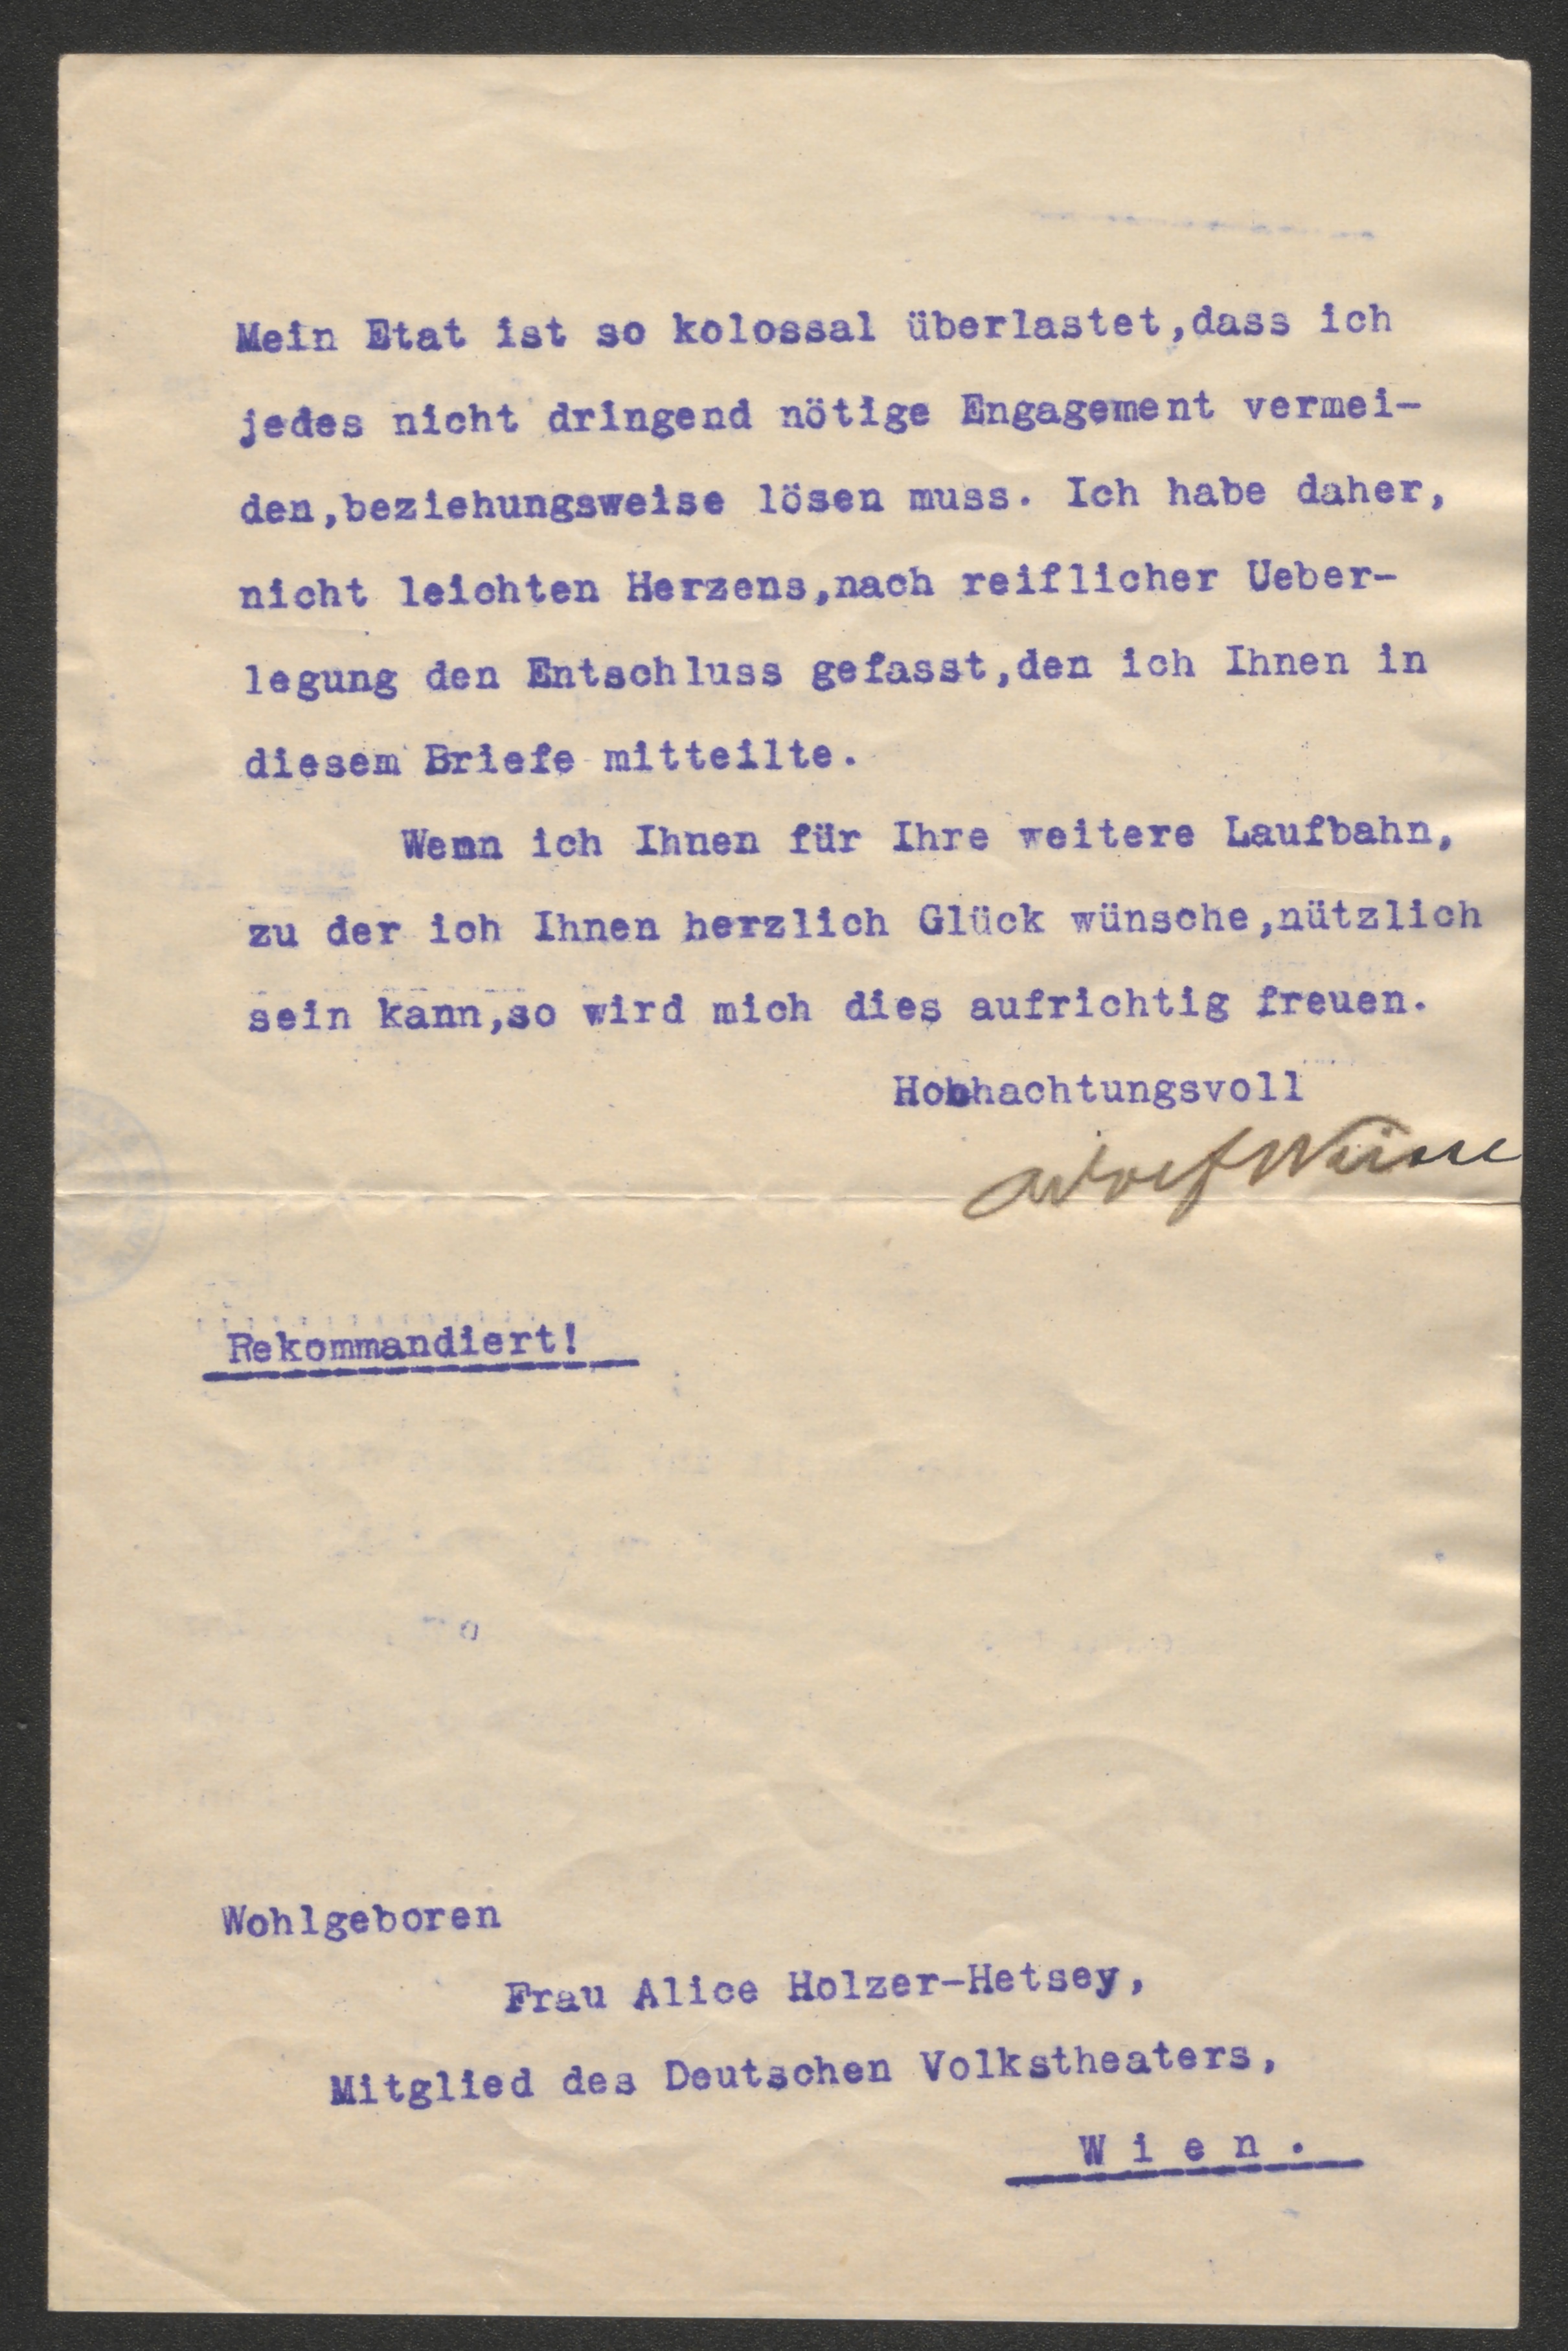 Mein Etat ist so kolossal überlastet,dass ich
jedes nicht dringend nötige Engagement vermei-
den,beziehungsweise lösen muss. Ich habe daher,
nicht leichten Herzens,nach reiflicher Ueber-
legung den Entschluss gefasst,den ich Ihnen in
diesem Briefe mitteilte.
Wenn ich Ihnen für Ihre weitere Laufbahn,
zu der ich Ihnen herzlich Glück wünsche,nützlich
sein kann,so wird mich dies aufrichtig freuen.
Hochachtungsvoll
Adolf Weisse
Rekommandiert!
Wohlgeboren
Frau Alice Holzer-Hetsey,
Mitglied des Deutschen Volkstheaters,
W i e n .